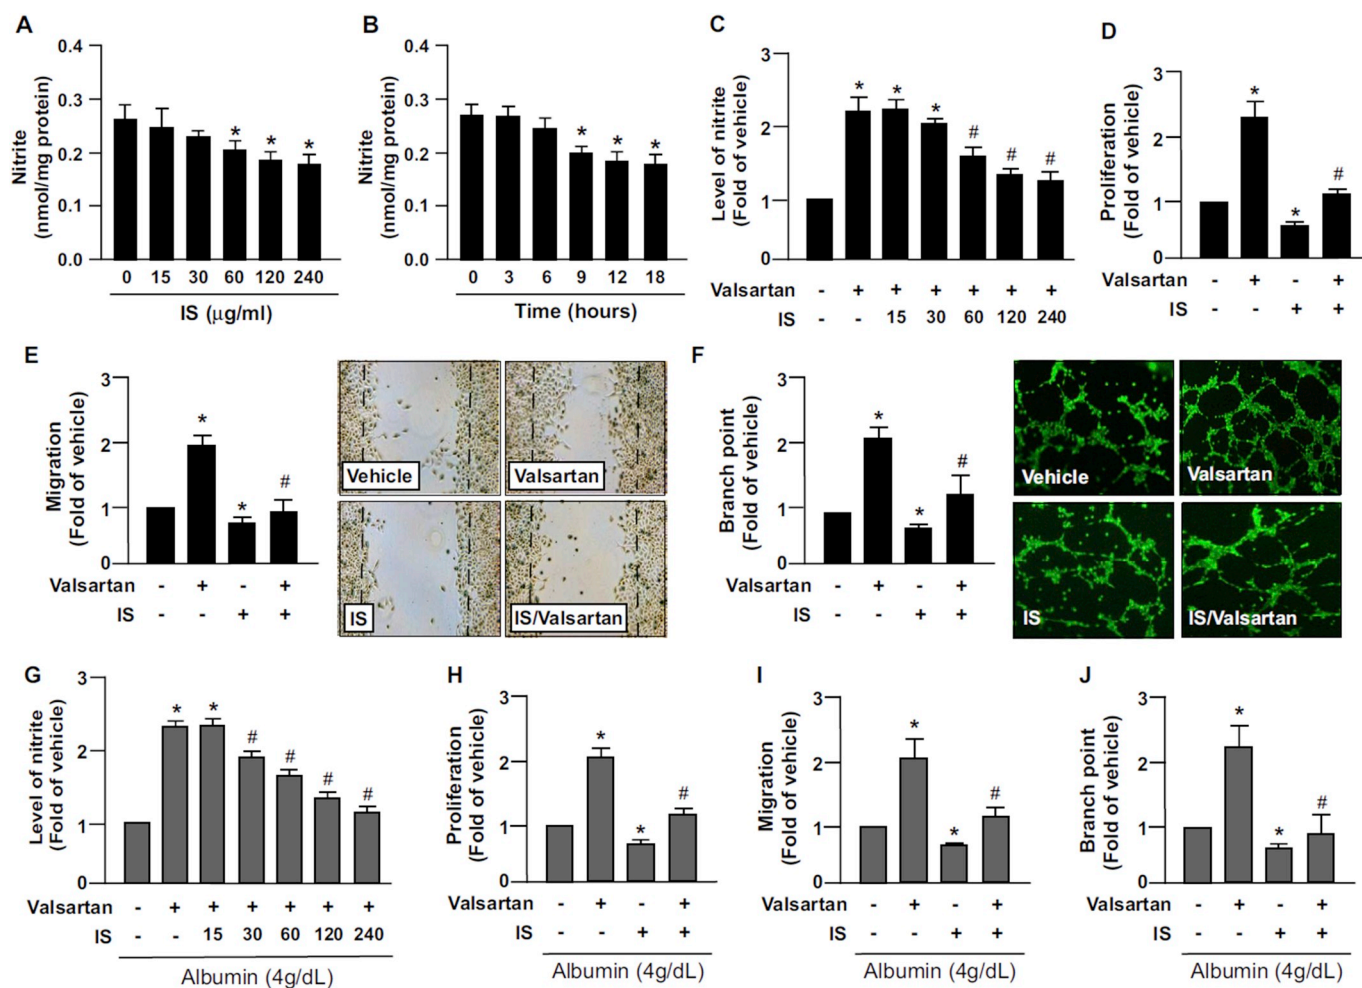 A
Nitrite
(nmol/mg protein)
0.4
0.3
0.2
0.1
0.0
* * *
0 15 30 60 120 240
IS (μg/ml)
B
Nitrite
(nmol/mg protein)
0.4
0.3
0.2
0.1
0.0
* * *
0 3 6 9 12 18
Time (hours)
C
Level of nitrite
(Fold of vehicle)
3
2
1
0
* * * # # #
Valsartan - + + + + + +
IS - - 15 30 60 120 240
D
Proliferation
(Fold of vehicle)
3
2
1
0
* * #
Valsartan - + - +
IS - - + +
E
Migration
(Fold of vehicle)
3
2
1
0
* * #
Valsartan - + - +
IS - - + +
Vehicle
Valsartan
IS
IS/Valsartan
F
Branch point
(Fold of vehicle)
3
2
1
0
* * #
Valsartan - + - +
IS - - + +
Vehicle
Valsartan
IS
IS/Valsartan
G
Level of nitrite
(Fold of vehicle)
3
2
1
0
* * # # # #
Valsartan - + + + + + +
IS - - 15 30 60 120 240
Albumin (4g/dL)
H
Proliferation
(Fold of vehicle)
3
2
1
0
* * #
Valsartan - + - +
IS - - + +
Albumin (4g/dL)
I
Migration
(Fold of vehicle)
3
2
1
0
* * #
Valsartan - + - +
IS - - + +
Albumin (4g/dL)
J
Branch point
(Fold of vehicle)
3
2
1
0
* * #
Valsartan - + - +
IS - - + +
Albumin (4g/dL)